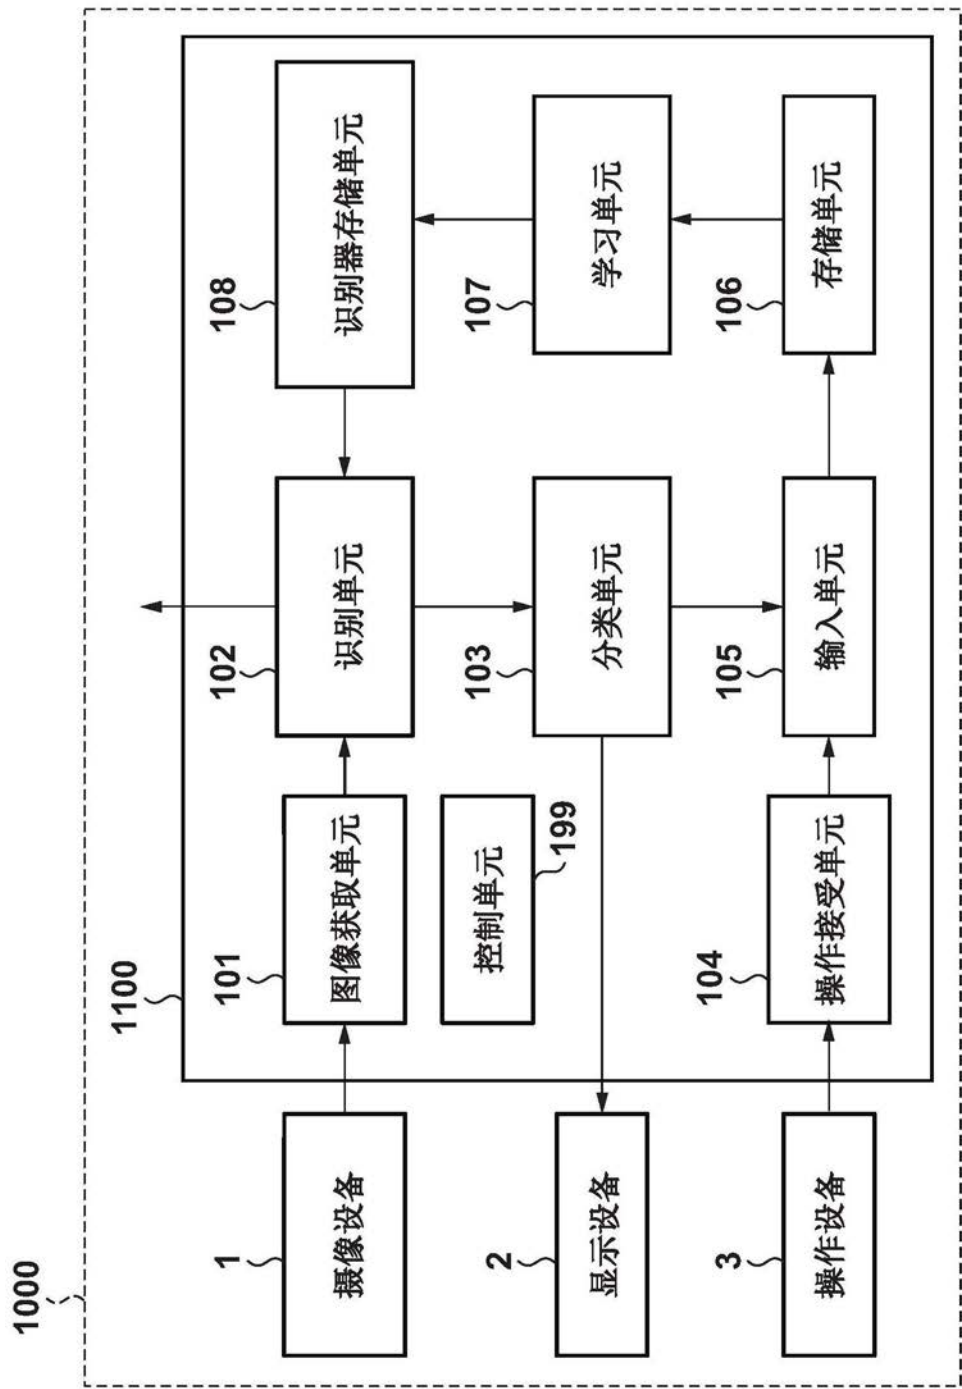 1000
1100
1
摄像设备
101
图像获取单元
102
识别单元
108
识别器存储单元
控制单元
199
2
显示设备
103
分类单元
107
学习单元
3
操作设备
104
操作接受单元
105
输入单元
106
存储单元